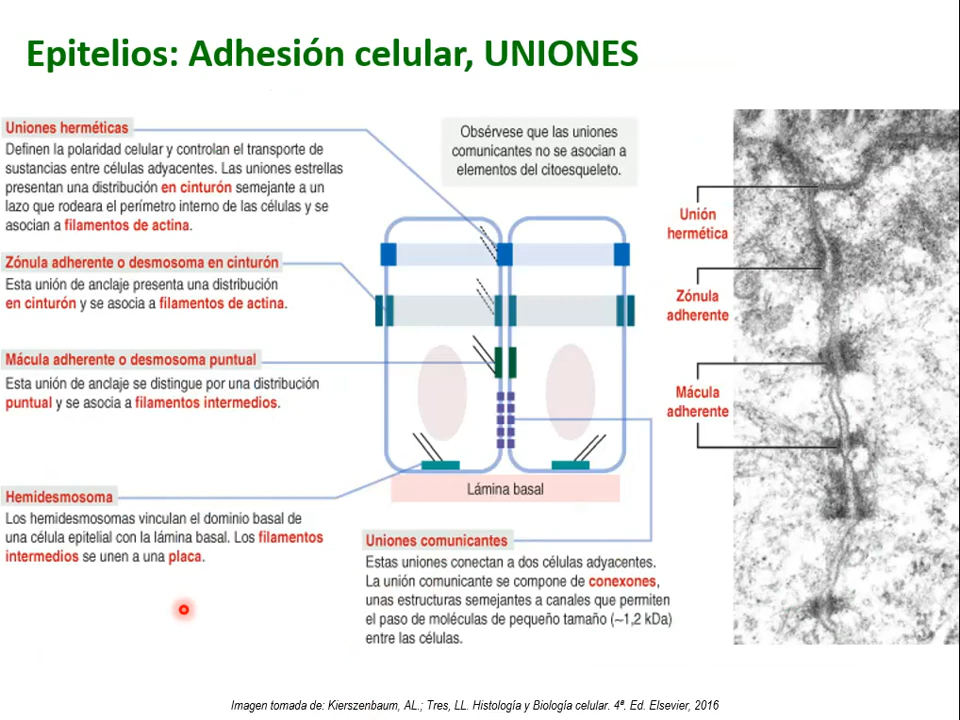 Epitelios: Adhesión celular, UNIONES
Uniones herméticas
Definen la polaridad celular y controlan el transporte de
sustancias entre células adyacentes. Las uniones estrellas
presentan una distribución en cinturón semejante a un
lazo que rodeara el perímetro interno de las células y se
asocian a filamentos de actina.
Zónula adherente o desmosoma en cinturón
Esta unión de anclaje presenta una distribución
en cinturón y se asocia a filamentos de actina.
Mácula adherente o desmosoma puntual
Esta unión de anclaje se distingue por una distribución
puntual y se asocia a filamentos intermedios.
Hemidesmosoma
Los hemidesmosomas vinculan el dominio basal de
una célula epitelial con la lámina basal. Los filamentos
intermedios se unen a una placa.
Obsérvese que las uniones
comunicantes no se asocian a
elementos del citoesqueleto.
Lámina basal
Uniones comunicantes
Estas uniones conectan a dos células adyacentes.
La unión comunicante se compone de conexones,
unas estructuras semejantes a canales que permiten
el paso de moléculas de pequeño tamaño (~1,2 kDa)
entre las células.
Unión
hermética
Zónula
adherente
Mácula
adherente
Imagen tomada de: Kierszenbaum, AL.; Tres, LL. Histología y Biología celular. 4ª. Ed. Elsevier, 2016